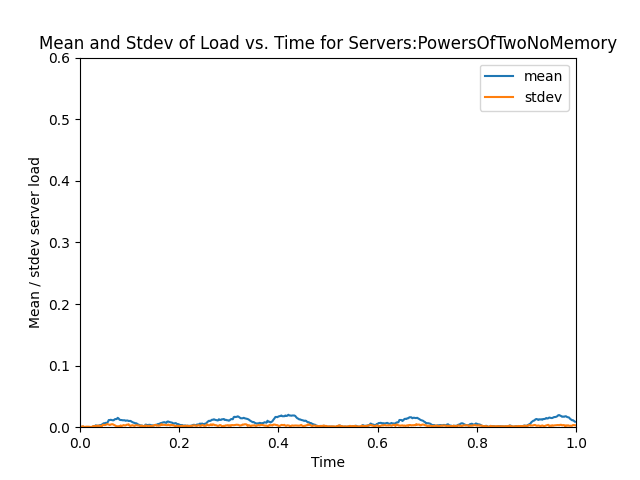 Mean and Stdev of Load vs. Time for Servers:PowersOfTwoNoMemory
mean
stdev
Mean / stdev server load
0.6
0.5
0.4
0.3
0.2
0.1
0.0
0.0 0.2 0.4 0.6 0.8 1.0
Time